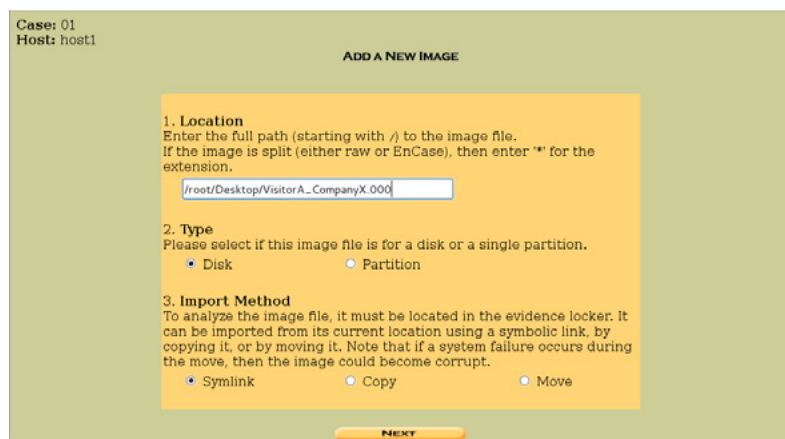 Case: 01
Host: host1
ADD A NEW IMAGE
1. Location
Enter the full path (starting with /) to the image file.
If the image is split (either raw or EnCase), then enter '*' for the
extension.
/root/Desktop/VisitorA_CompanyX.000
2. Type
Please select if this image file is for a disk or a single partition.
Disk Partition
3. Import Method
To analyze the image file, it must be located in the evidence locker. It
can be imported from its current location using a symbolic link, by
copying it, or by moving it. Note that if a system failure occurs during
the move, then the image could become corrupt.
Symlink Copy Move
NEXT